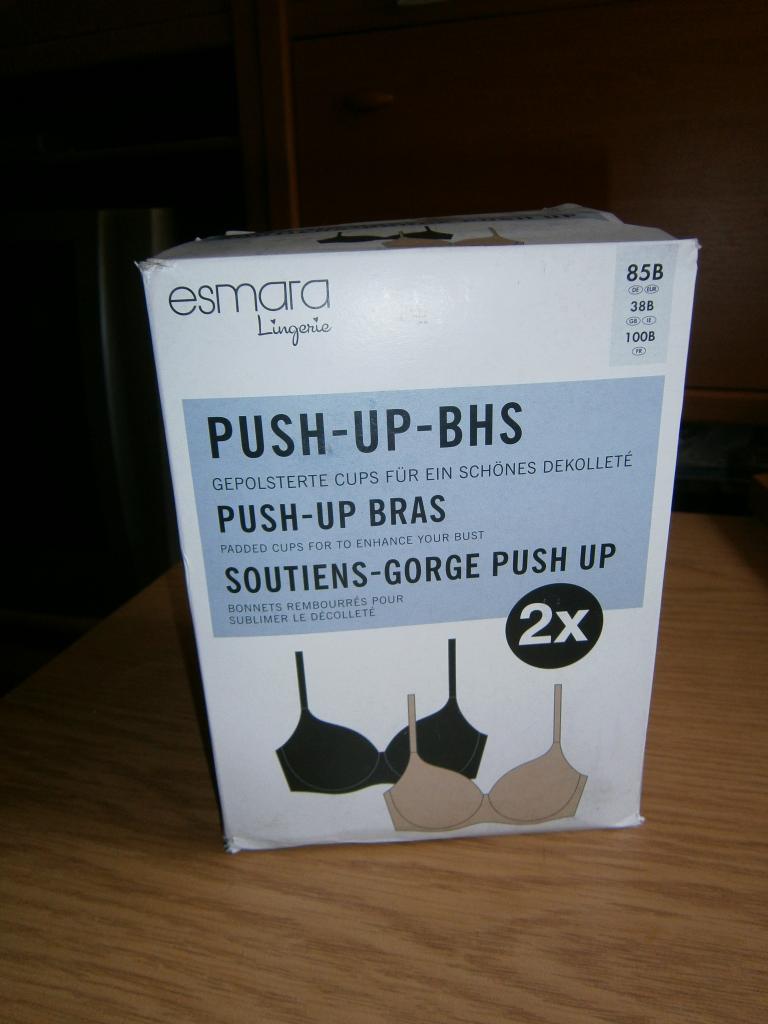 PUSH UP
esmara
Lingerie
85B
DE EUR
38B
GB IE
100B
FR
PUSH-UP-BHS
GEPOLSTERTE CUPS FÜR EIN SCHÖNES DEKOLLETÉ
PUSH-UP BRAS
PADDED CUPS FOR TO ENHANCE YOUR BUST
SOUTIENS-GORGE PUSH UP
BONNETS REMBOURRÉS POUR
SUBLIMER LE DÉCOLLETÉ
2x